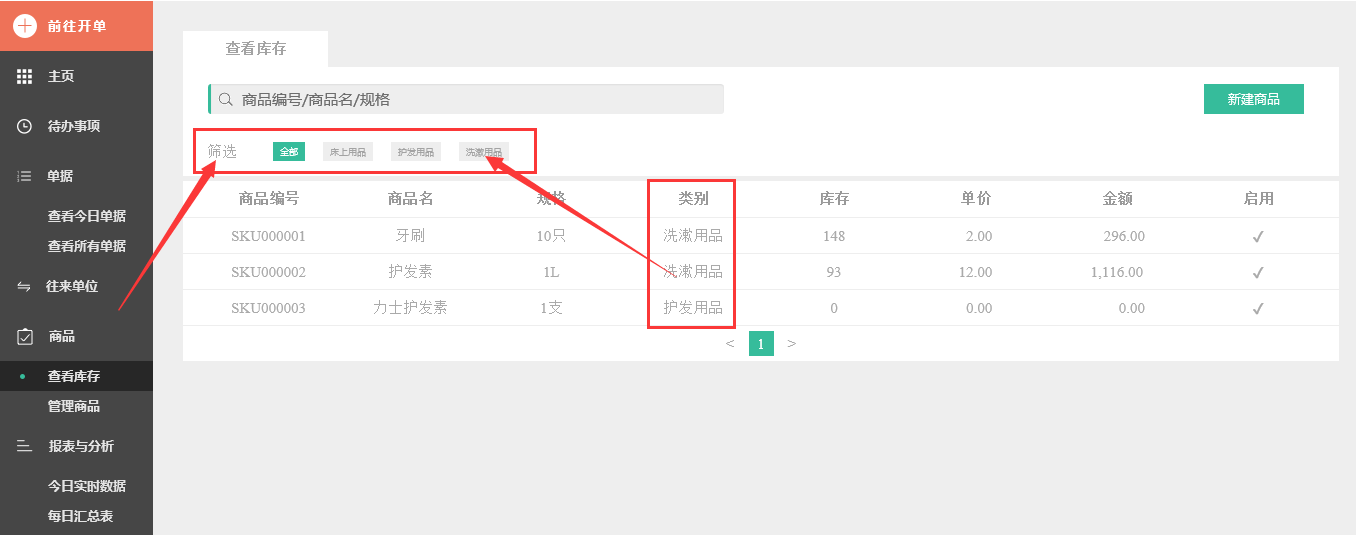 前往开单
主页
待办事项
单据
查看今日单据
查看所有单据
往来单位
商品
查看库存
管理商品
报表与分析
今日实时数据
每日汇总表
查看库存
商品编号/商品名/规格
新建商品
筛选 全部 床上用品 护发用品 洗漱用品
商品编号 商品名 规格 类别 库存 单价 金额 启用
SKU000001 牙刷 10只 洗漱用品 148 2.00 296.00 ✓
SKU000002 护发素 1L 洗漱用品 93 12.00 1,116.00 ✓
SKU000003 力士护发素 1支 护发用品 0 0.00 0.00 ✓
< 1 >